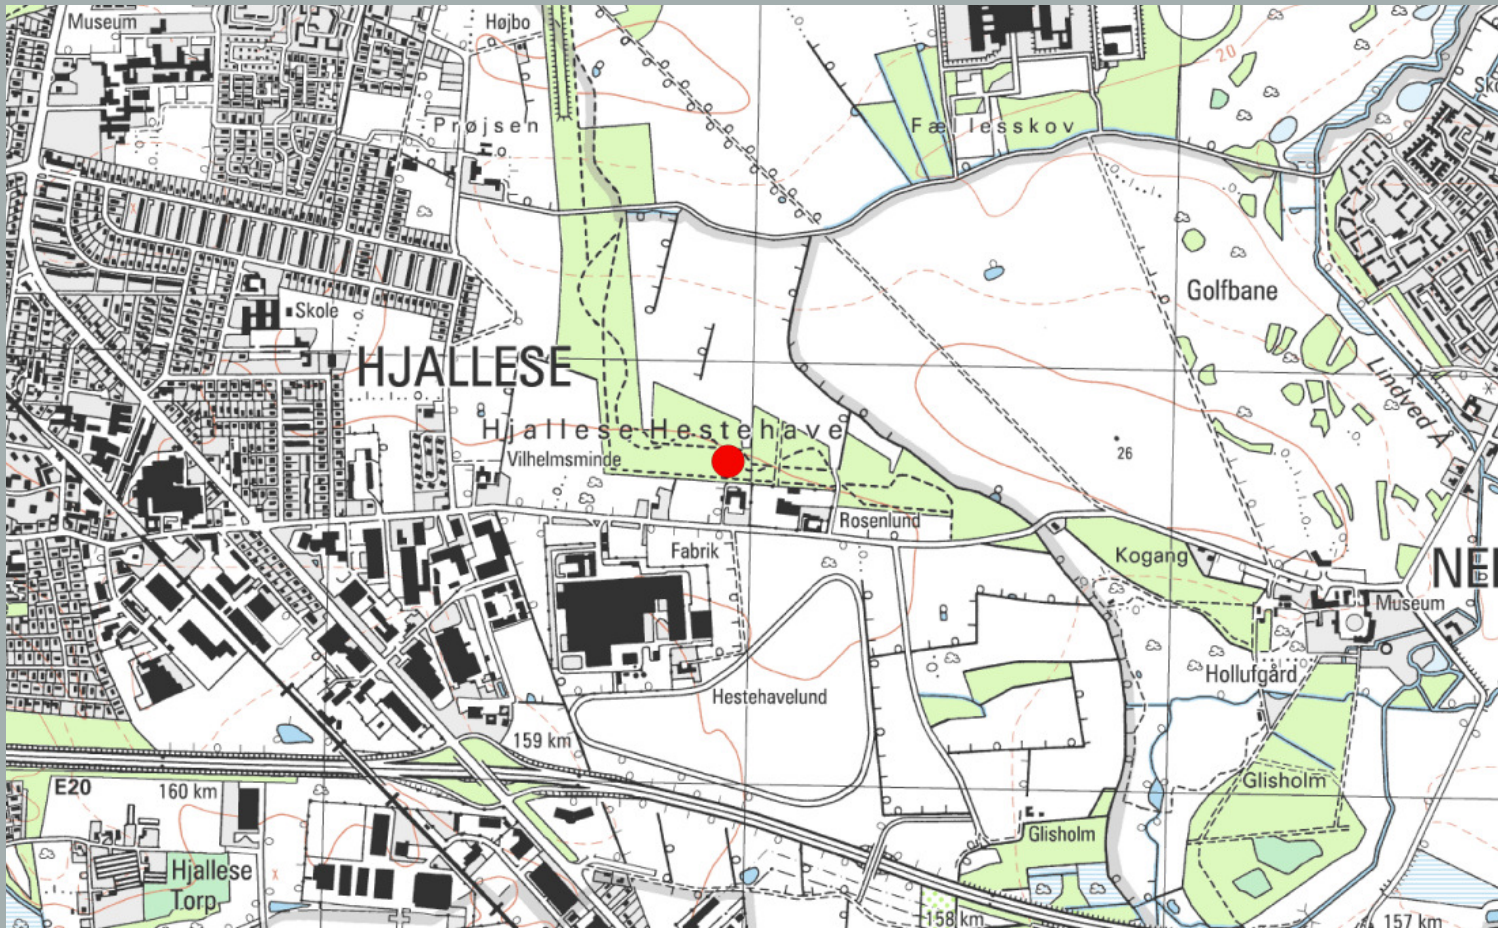 Museum
Højbo
20
Skо
Prøjsen
Fællesskov
Golfbane
Skole
HJALLESE
Lindved Å
Hjallese Hestehave
Vilhelmsminde
26
Rosenlund
Fabrik
Kogang
NE
Museum
Hollufgård
Hestehavelund
159 km
E20
160 km
Glisholm
Glisholm
Hjallese
Torp
158 km
157 km